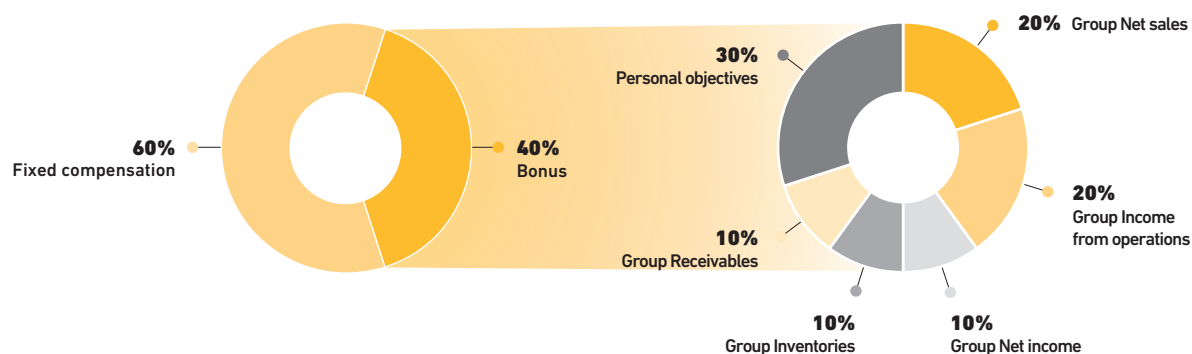 60%
Fixed compensation
40%
Bonus
30%
Personal objectives
20% Group Net sales
20%
Group Income
from operations
10%
Group Receivables
10%
Group Inventories
10%
Group Net income